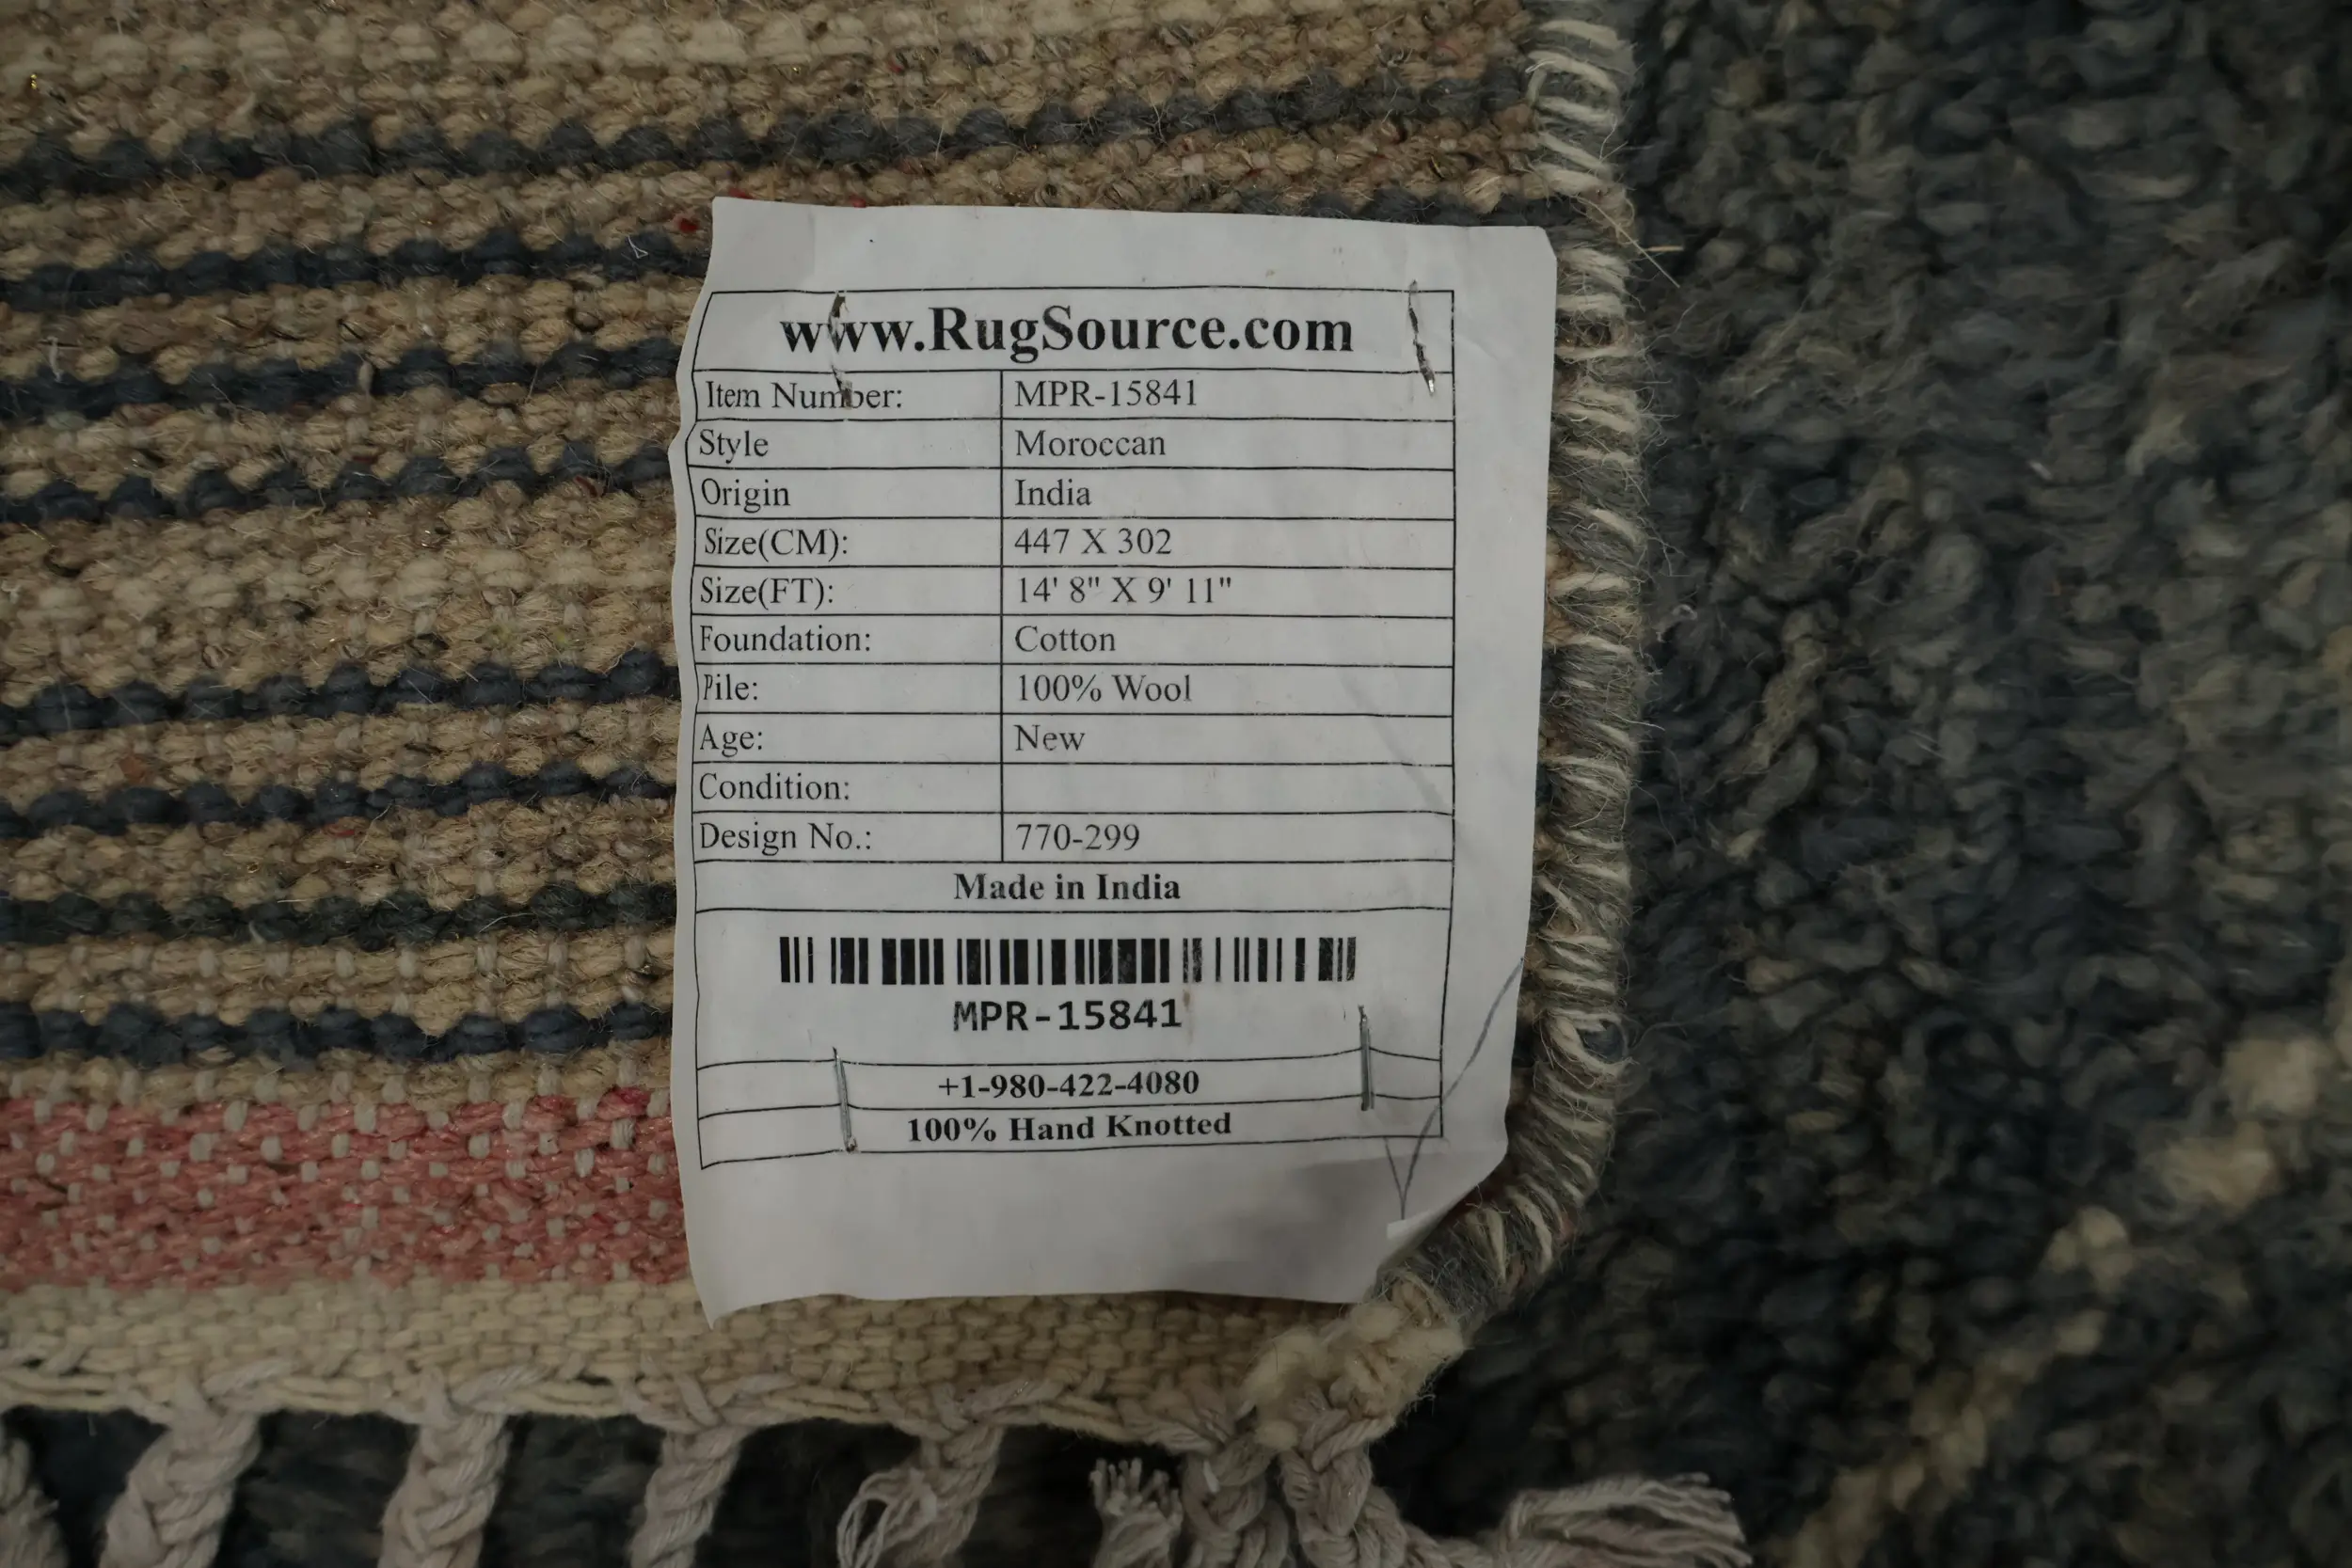 www.RugSource.com
Item Number: MPR-15841
Style Moroccan
Origin India
Size(CM): 447 X 302
Size(FT): 14' 8" X 9' 11"
Foundation: Cotton
Pile: 100% Wool
Age: New
Condition:
Design No.: 770-299
Made in India
MPR-15841
+1-980-422-4080
100% Hand Knotted